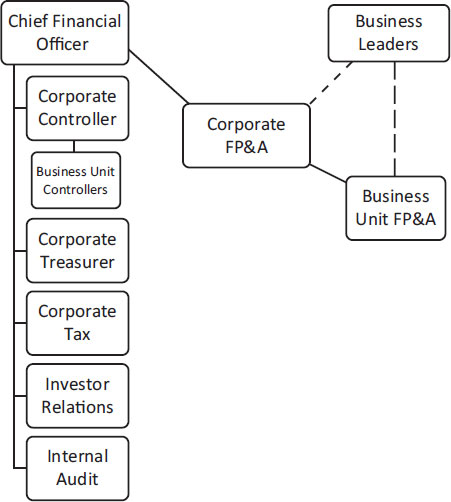 Chief Financial
Officer
Business
Leaders
Corporate
Controller
Corporate
FP&A
Business Unit
Controllers
Business
Unit FP&A
Corporate
Treasurer
Corporate
Tax
Investor
Relations
Internal
Audit